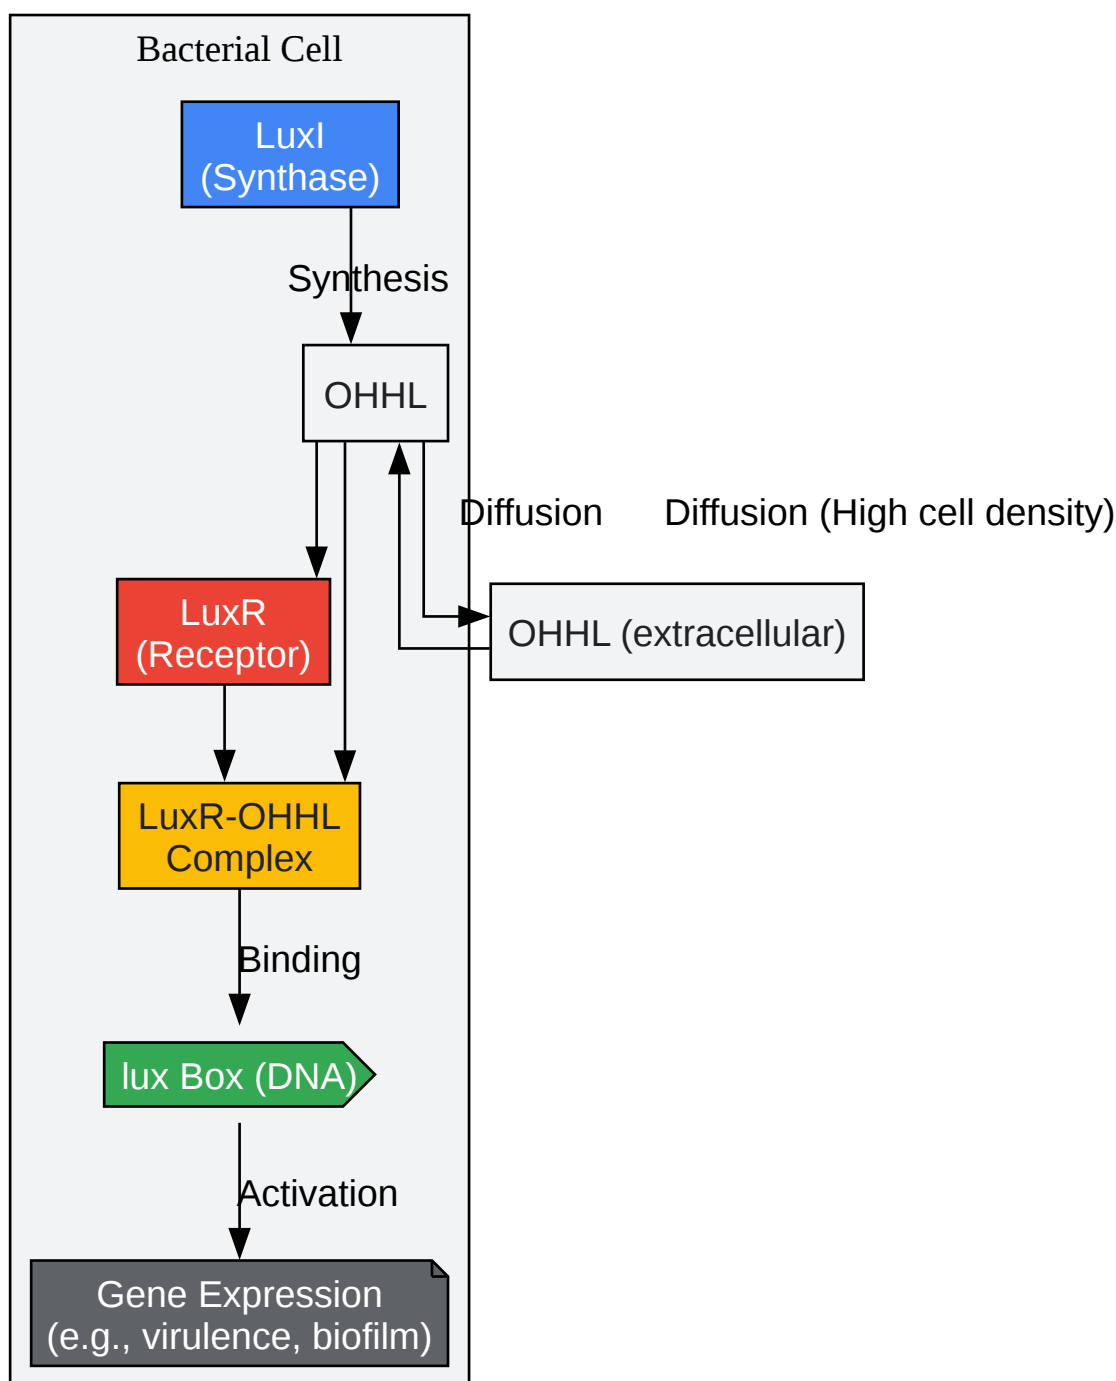 Bacterial Cell
LuxI
(Synthase)
Synthesis
OHHL
Diffusion
Diffusion (High cell density)
LuxR
(Receptor)
OHHL (extracellular)
LuxR-OHHL
Complex
Binding
lux Box (DNA)
Activation
Gene Expression
(e.g., virulence, biofilm)